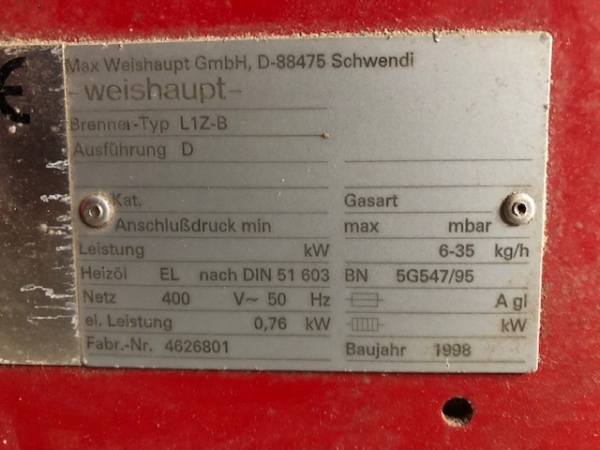 Max Weishaupt GmbH, D-88475 Schwendi
-weishaupt-
Brenner-Typ L1Z-B
Ausführung D
Kat. Gasart
Anschlußdruck min max mbar
Leistung kW 6-35 kg/h
Heizöl EL nach DIN 51 603 BN 5G547/95
Netz 400 V~ 50 Hz A gl
el. Leistung 0,76 kW kW
Fabr.-Nr. 4626801 Baujahr 1998
CE